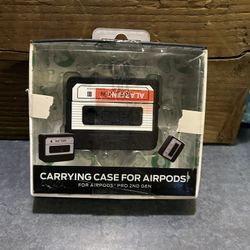 CARRYING CASE FOR AIRPODS®
FOR AIRPODS® PRO 2ND GEN